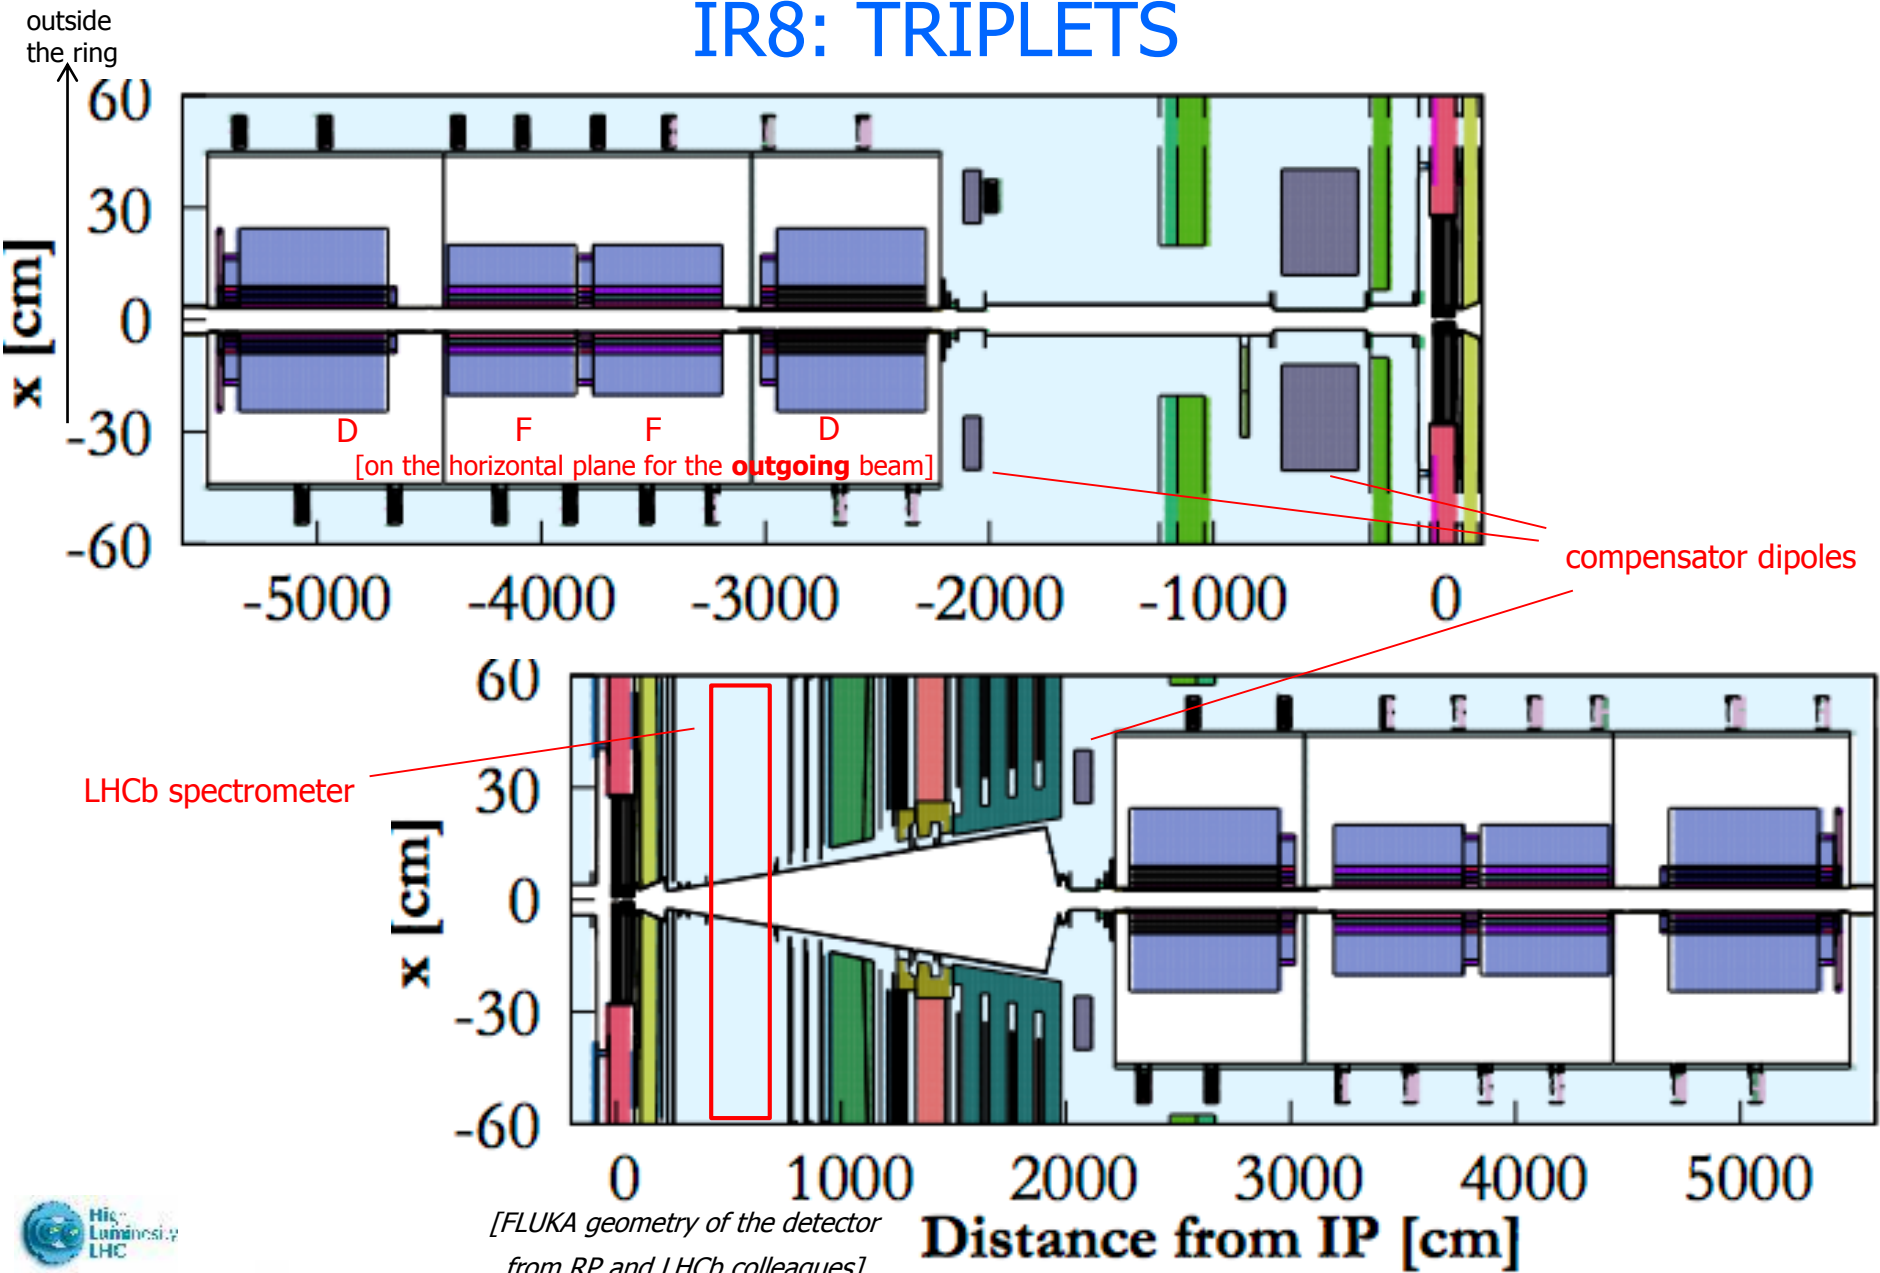 IR8: TRIPLETS
outside
the ring
60
30
0
-30
-60
x [cm]
D F F D
[on the horizontal plane for the outgoing beam]
-5000 -4000 -3000 -2000 -1000 0
compensator dipoles
LHCb spectrometer
60
30
0
-30
-60
x [cm]
0 1000 2000 3000 4000 5000
Distance from IP [cm]
High
Luminosity
LHC
[FLUKA geometry of the detector
from RP and LHCb colleagues]